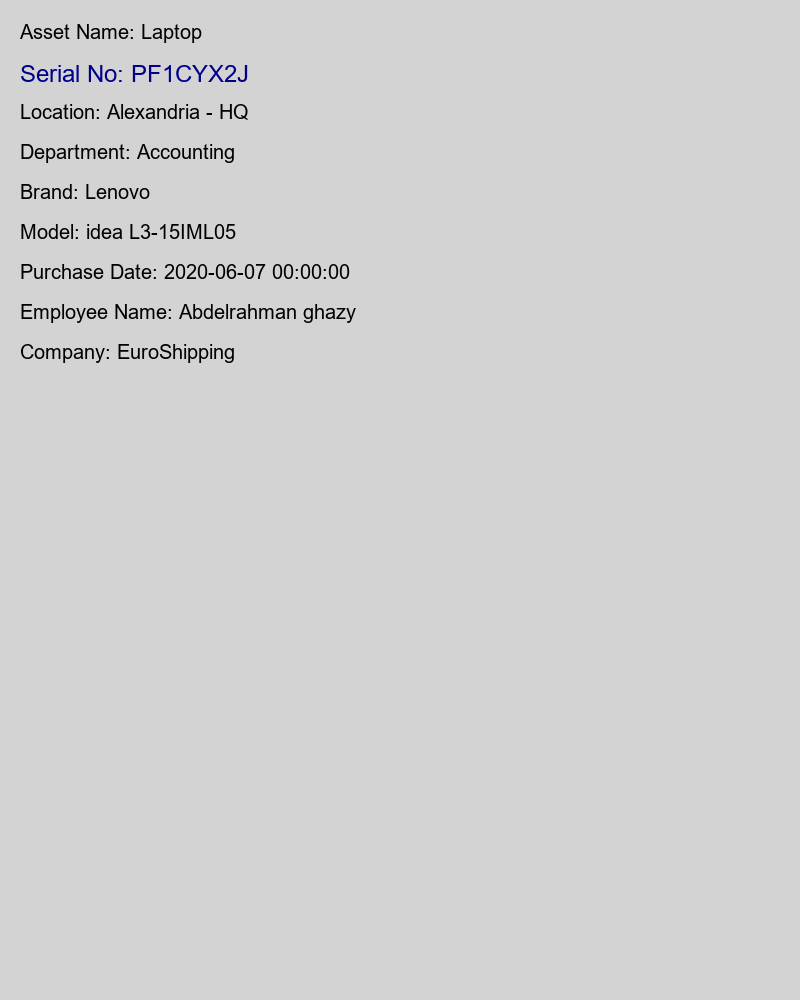 Asset Name: Laptop
Serial No: PF1CYX2J
Location: Alexandria - HQ
Department: Accounting
Brand: Lenovo
Model: idea L3-15IML05
Purchase Date: 2020-06-07 00:00:00
Employee Name: Abdelrahman ghazy
Company: EuroShipping